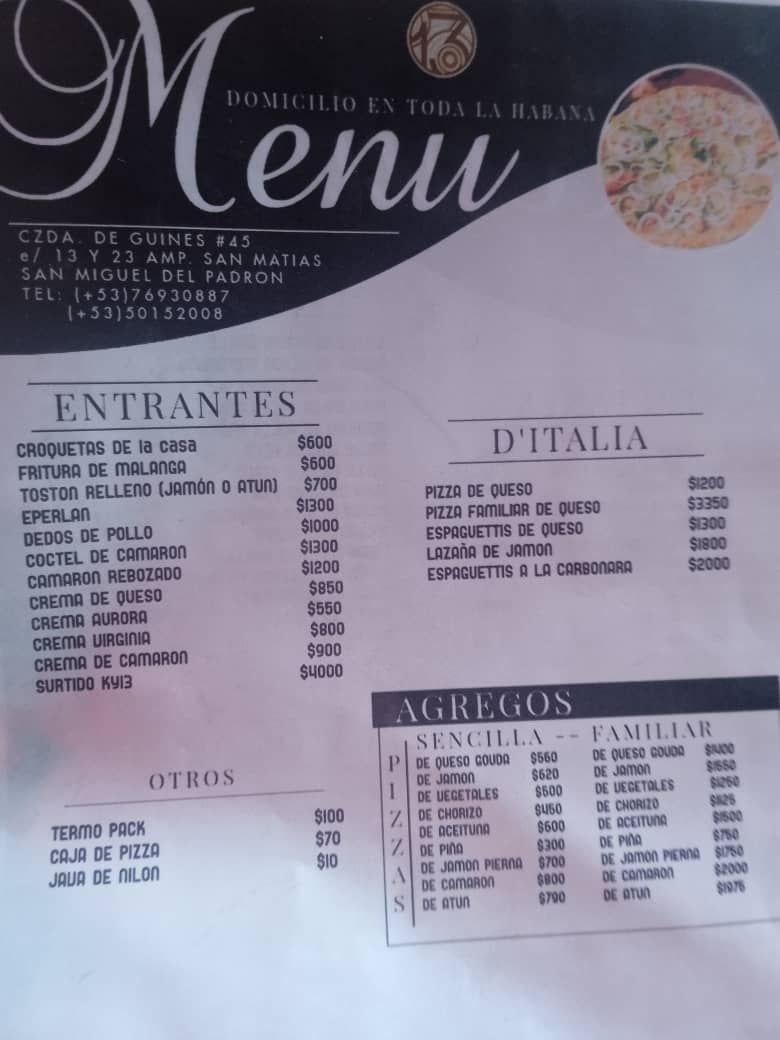 13
DOMICILIO EN TODA LA HABANA
Menu
CZDA. DE GUINES #45
e/ 13 Y 23 AMP. SAN MATIAS
SAN MIGUEL DEL PADRON
TEL: (+53)76930887
(+53)50152008
ENTRANTES
CROQUETAS DE la casa $600
FRITURA DE MALANGA $600
TOSTON RELLENO (JAMÓN O ATUN) $700
EPERLAN $1300
DEDOS DE POLLO $1000
COCTEL DE CAMARON $1300
CAMARON REBOZADO $1200
CREMA DE QUESO $850
CREMA AURORA $550
CREMA VIRGINIA $800
CREMA DE CAMARON $900
SURTIDO KY13 $4000
OTROS
TERMO PACK $100
CAJA DE PIZZA $70
JAVA DE NILON $10
D'ITALIA
PIZZA DE QUESO $1200
PIZZA FAMILIAR DE QUESO $3350
ESPAGUETTIS DE QUESO $1300
LAZAÑA DE JAMON $1800
ESPAGUETTIS A LA CARBONARA $2000
AGREGOS
PIZZAS
SENCILLA -- FAMILIAR
DE QUESO GOUDA $560 DE QUESO GOUDA $1400
DE JAMON $620 DE JAMON $1550
DE VEGETALES $500 DE VEGETALES $1250
DE CHORIZO $450 DE CHORIZO $1125
DE ACEITUNA $600 DE ACEITUNA $1500
DE PIÑA $300 DE PIÑA $750
DE JAMON PIERNA $700 DE JAMON PIERNA $1750
DE CAMARON $800 DE CAMARON $2000
DE ATUN $790 DE ATUN $1975